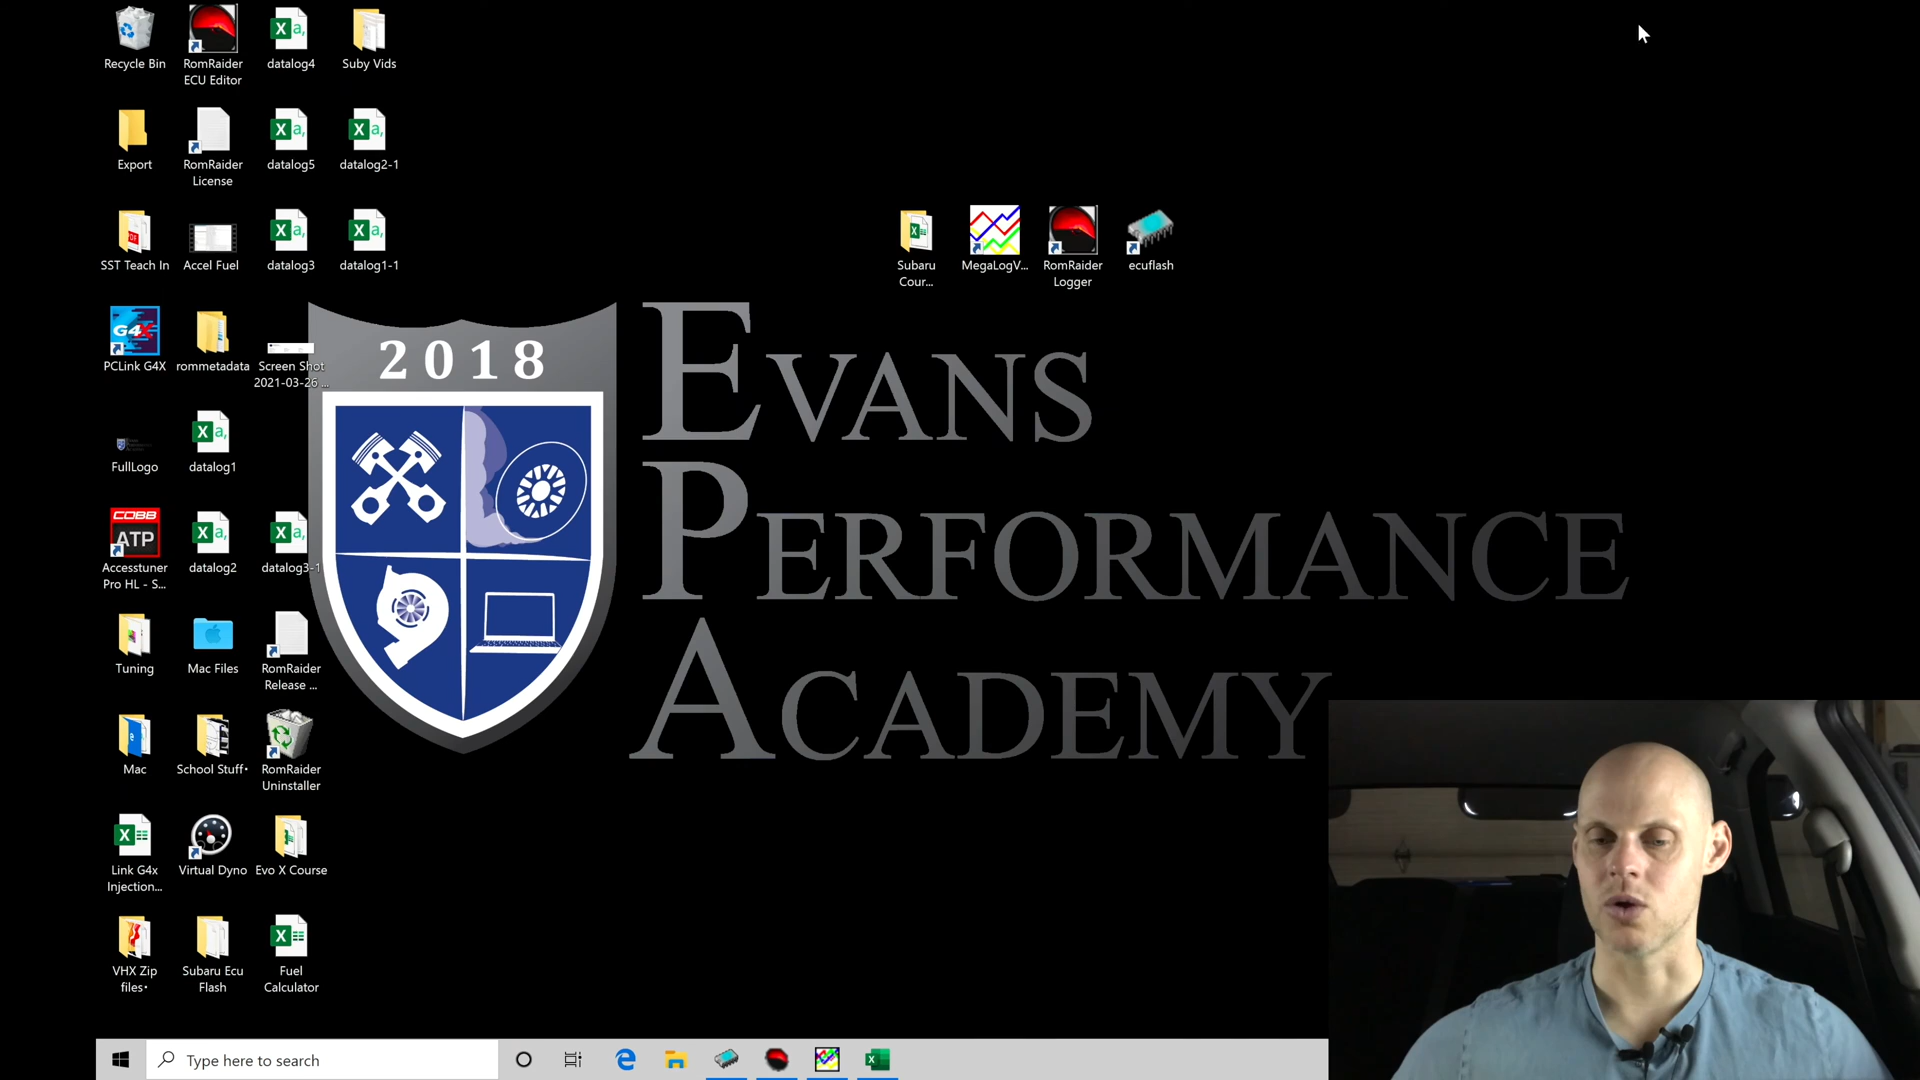 Recycle Bin
RomRaider
ECU Editor
datalog4
Suby Vids
Export
RomRaider
License
datalog5
datalog2-1
SST Teach In
Accel Fuel
datalog3
datalog1-1
Subaru
Cour...
MegaLogV...
RomRaider
Logger
ecuflash
G4X
PCLink G4X
rommetadata
Screen Shot
2021-03-26 ...
2018
EVANS
PERFORMANCE
ACADEMY
FullLogo
datalog1
COBB
ATP
Accesstuner
Pro HL - S...
datalog2
datalog3-1
Tuning
Mac Files
RomRaider
Release ...
Mac
School Stuff
RomRaider
Uninstaller
Link G4x
Injection...
Virtual Dyno
Evo X Course
VHX Zip
files
Subaru Ecu
Flash
Fuel
Calculator
Type here to search